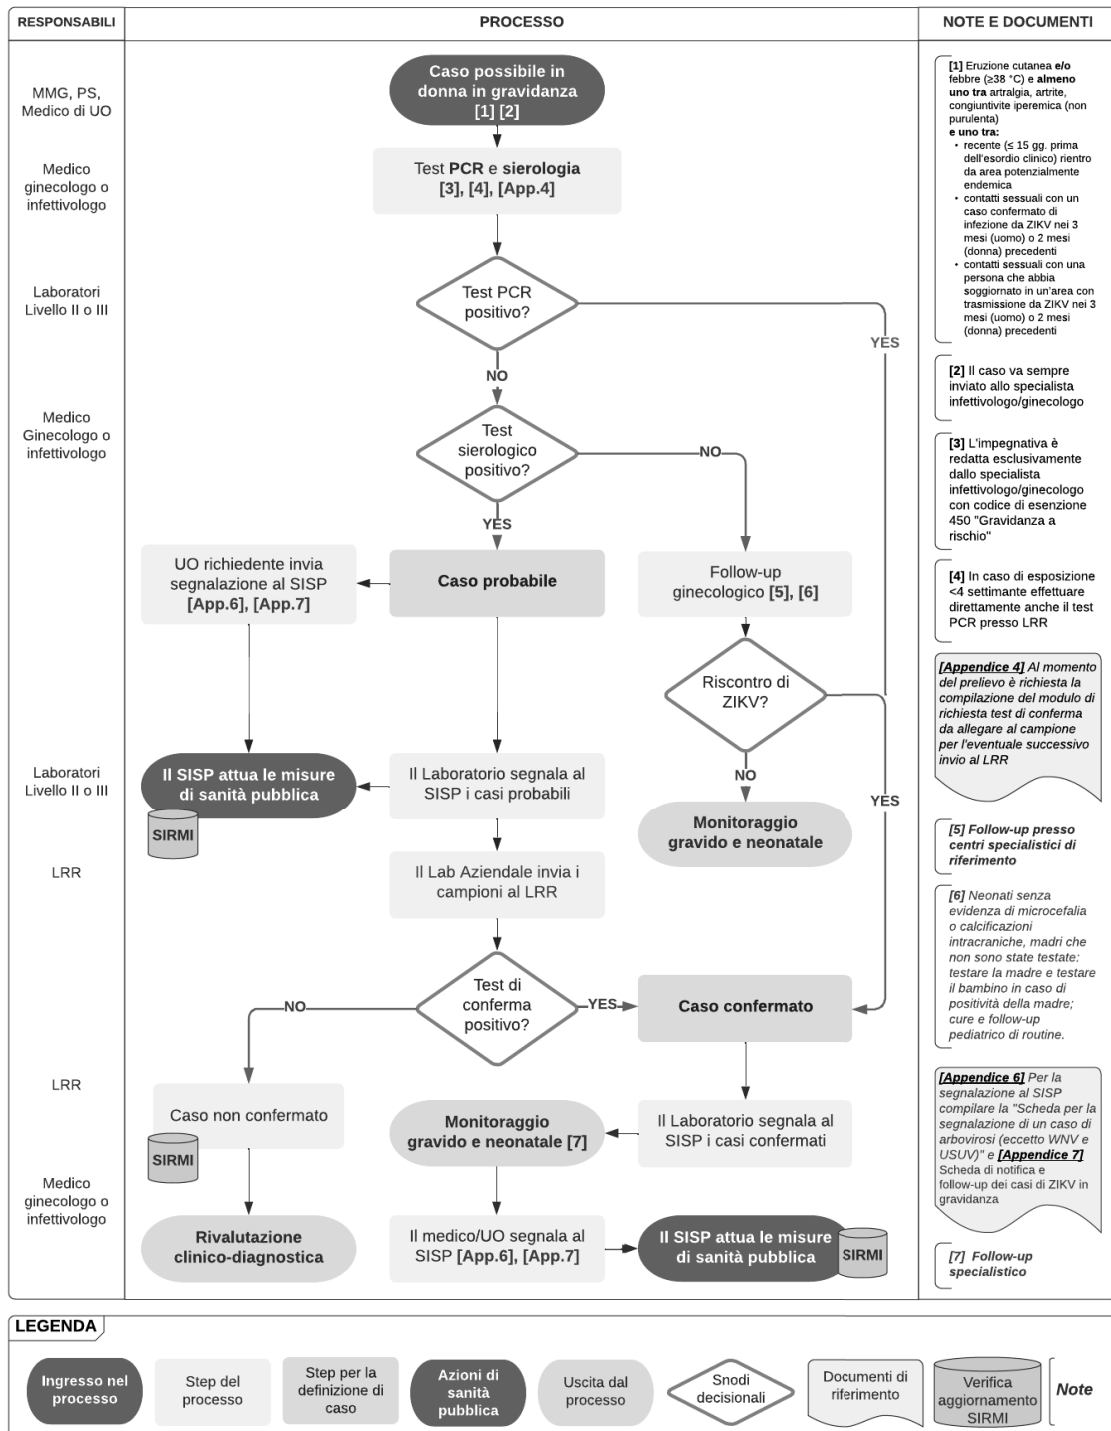 RESPONSABILI
PROCESSO
NOTE E DOCUMENTI
MMG, PS,
Medico di UO
Caso possibile in
donna in gravidanza
[1] [2]
Medico
ginecologo o
infettivologo
Test PCR e sierologia
[3], [4], [App.4]
Laboratori
Livello II o III
Test PCR
positivo?
YES
NO
Medico
Ginecologo o
infettivologo
Test
sierologico
positivo?
NO
YES
UO richiedente invia
segnalazione al SISP
[App.6], [App.7]
Caso probabile
Follow-up
ginecologico [5], [6]
Riscontro di
ZIKV?
NO
YES
Laboratori
Livello II o III
Il SISP attua le misure
di sanità pubblica
SIRMI
Il Laboratorio segnala al
SISP i casi probabili
Monitoraggio
gravido e neonatale
LRR
Il Lab Aziendale invia i
campioni al LRR
Test di
conferma
positivo?
NO
YES
Caso confermato
LRR
Caso non confermato
SIRMI
Monitoraggio
gravido e neonatale [7]
Il Laboratorio segnala al
SISP i casi confermati
Medico
ginecologo o
infettivologo
Rivalutazione
clinico-diagnostica
Il medico/UO segnala al
SISP [App.6], [App.7]
Il SISP attua le misure
di sanità pubblica
SIRMI
[1] Eruzione cutanea e/o
febbre (≥38 °C) e almeno
uno tra artralgia, artrite,
congiuntivite iperemica (non
purulenta)
e uno tra:
• recente (≤ 15 gg. prima
dell'esordio clinico) rientro
da area potenzialmente
endemica
• contatti sessuali con un
caso confermato di
infezione da ZIKV nei 3
mesi (uomo) o 2 mesi
(donna) precedenti
• contatti sessuali con una
persona che abbia
soggiornato in un'area con
trasmissione da ZIKV nei 3
mesi (uomo) o 2 mesi
(donna) precedenti
[2] Il caso va sempre
inviato allo specialista
infettivologo/ginecologo
[3] L'impegnativa è
redatta esclusivamente
dallo specialista
infettivologo/ginecologo
con codice di esenzione
450 "Gravidanza a
rischio"
[4] In caso di esposizione
<4 settimante effettuare
direttamente anche il test
PCR presso LRR
[Appendice 4] Al momento
del prelievo è richiesta la
compilazione del modulo di
richiesta test di conferma
da allegare al campione
per l'eventuale successivo
invio al LRR
[5] Follow-up presso
centri specialistici di
riferimento
[6] Neonati senza
evidenza di microcefalia
o calcificazioni
intracraniche, madri che
non sono state testate:
testare la madre e testare
il bambino in caso di
positività della madre;
cure e follow-up
pediatrico di routine.
[Appendice 6] Per la
segnalazione al SISP
compilare la "Scheda per la
segnalazione di un caso di
arbovirosi (eccetto WNV e
USUV)" e [Appendice 7]
Scheda di notifica e
follow-up dei casi di ZIKV in
gravidanza
[7] Follow-up
specialistico
LEGENDA
Ingresso nel
processo
Step del
processo
Step per la
definizione di
caso
Azioni di
sanità
pubblica
Uscita dal
processo
Snodi
decisionali
Documenti di
riferimento
Verifica
aggiornamento
SIRMI
Note